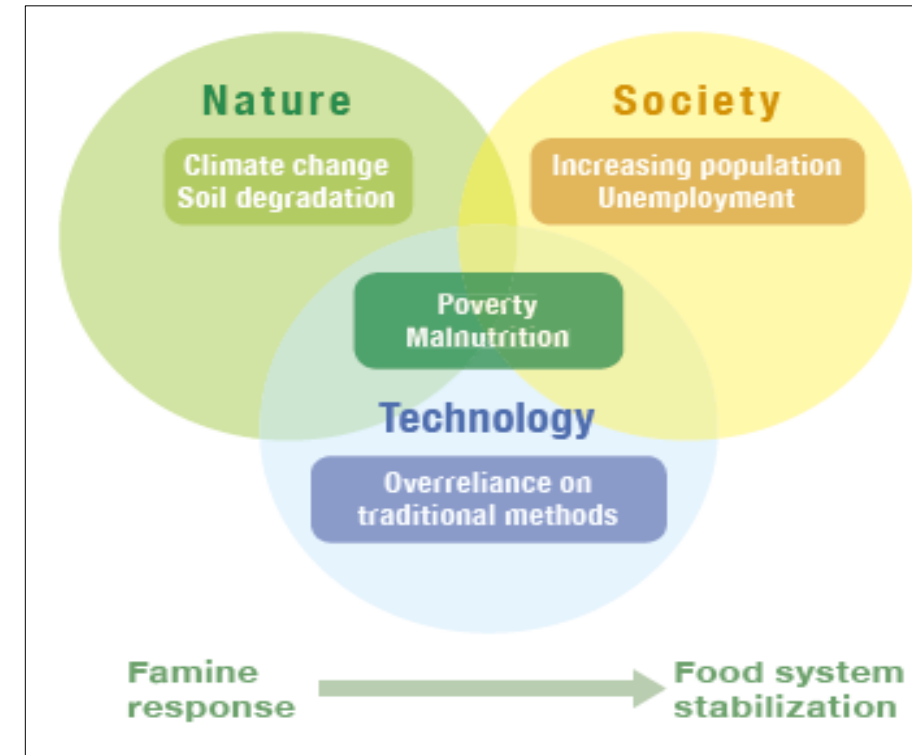 Nature
Society
Climate change
Soil degradation
Increasing population
Unemployment
Poverty
Malnutrition
Technology
Overreliance on
traditional methods
Famine
response
Food system
stabilization